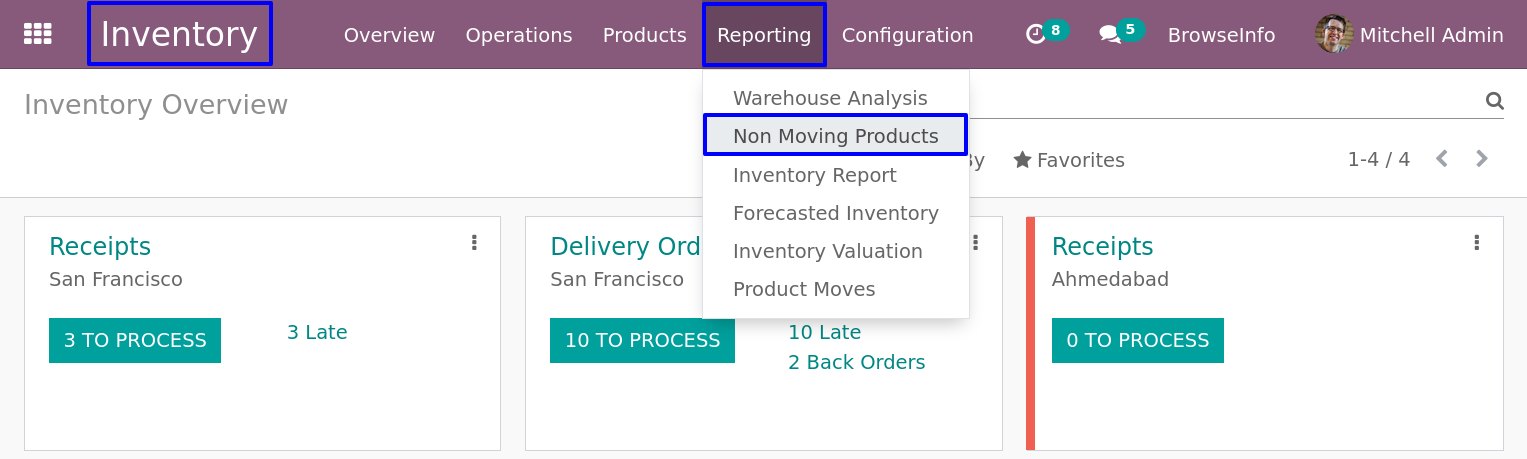 Inventory Overview Operations Products Reporting Configuration 8 5 BrowseInfo Mitchell Admin
Inventory Overview
Warehouse Analysis
Non Moving Products
Inventory Report
Forecasted Inventory
Inventory Valuation
Product Moves
By Favorites 1-4 / 4
Receipts
San Francisco
3 TO PROCESS
3 Late
Delivery Ord
San Francisco
10 TO PROCESS
10 Late
2 Back Orders
Receipts
Ahmedabad
0 TO PROCESS